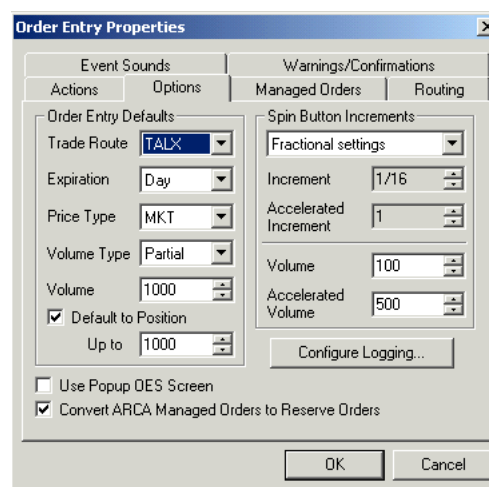 Order Entry Properties
Event Sounds
Warnings/Confirmations
Actions
Options
Managed Orders
Routing
Order Entry Defaults
Trade Route TALX
Expiration Day
Price Type MKT
Volume Type Partial
Volume 1000
Default to Position
Up to 1000
Spin Button Increments
Fractional settings
Increment 1/16
Accelerated
Increment 1
Volume 100
Accelerated
Volume 500
Configure Logging...
Use Popup OES Screen
Convert ARCA Managed Orders to Reserve Orders
OK
Cancel